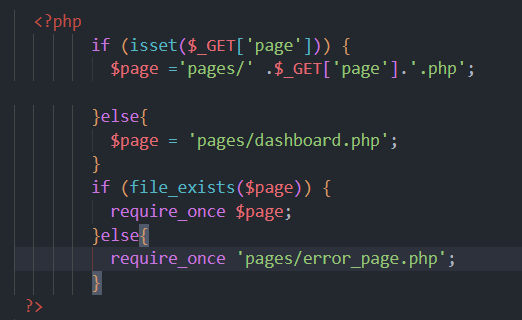 <?php
if (isset($_GET['page'])) {
$page ='pages/' .$_GET['page'].'.php';
}else{
$page = 'pages/dashboard.php';
}
if (file_exists($page)) {
require_once $page;
}else{
require_once 'pages/error_page.php';
}
?>